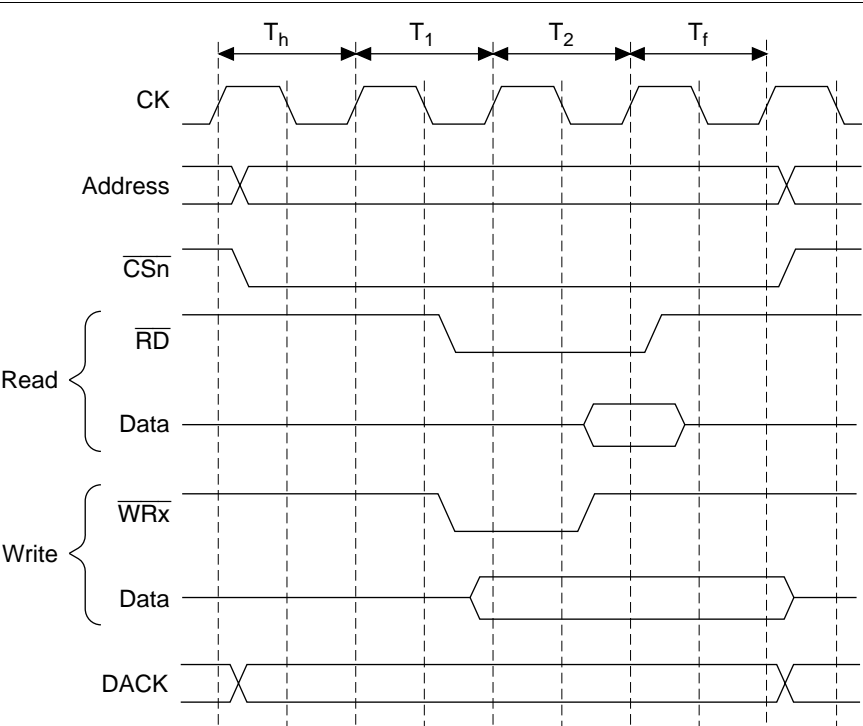 Th T1 T2 Tf
CK
Address
CSn
RD
Read
Data
WRx
Write
Data
DACK